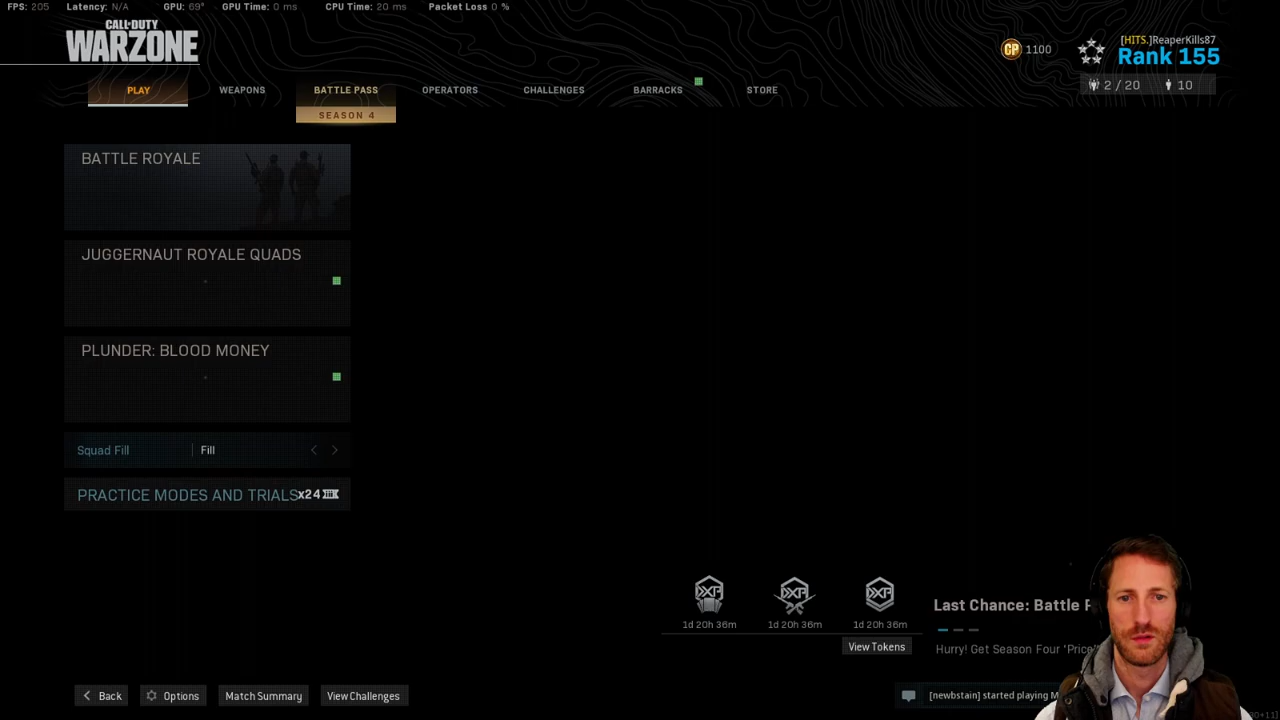 FPS: 205 Latency: N/A GPU: 69° GPU Time: 0 ms CPU Time: 20 ms Packet Loss 0 %
CALL OF DUTY
WARZONE
CP 1100
[HITS.]ReaperKills87
Rank 155
2 / 20 10
PLAY WEAPONS BATTLE PASS OPERATORS CHALLENGES BARRACKS STORE
SEASON 4
BATTLE ROYALE
JUGGERNAUT ROYALE QUADS
PLUNDER: BLOOD MONEY
Squad Fill Fill
PRACTICE MODES AND TRIALS x24
DXP DXP DXP
1d 20h 36m 1d 20h 36m 1d 20h 36m
View Tokens
Last Chance: Battle
Hurry! Get Season Four 'Price'
Back Options Match Summary View Challenges
[newbstain] started playing